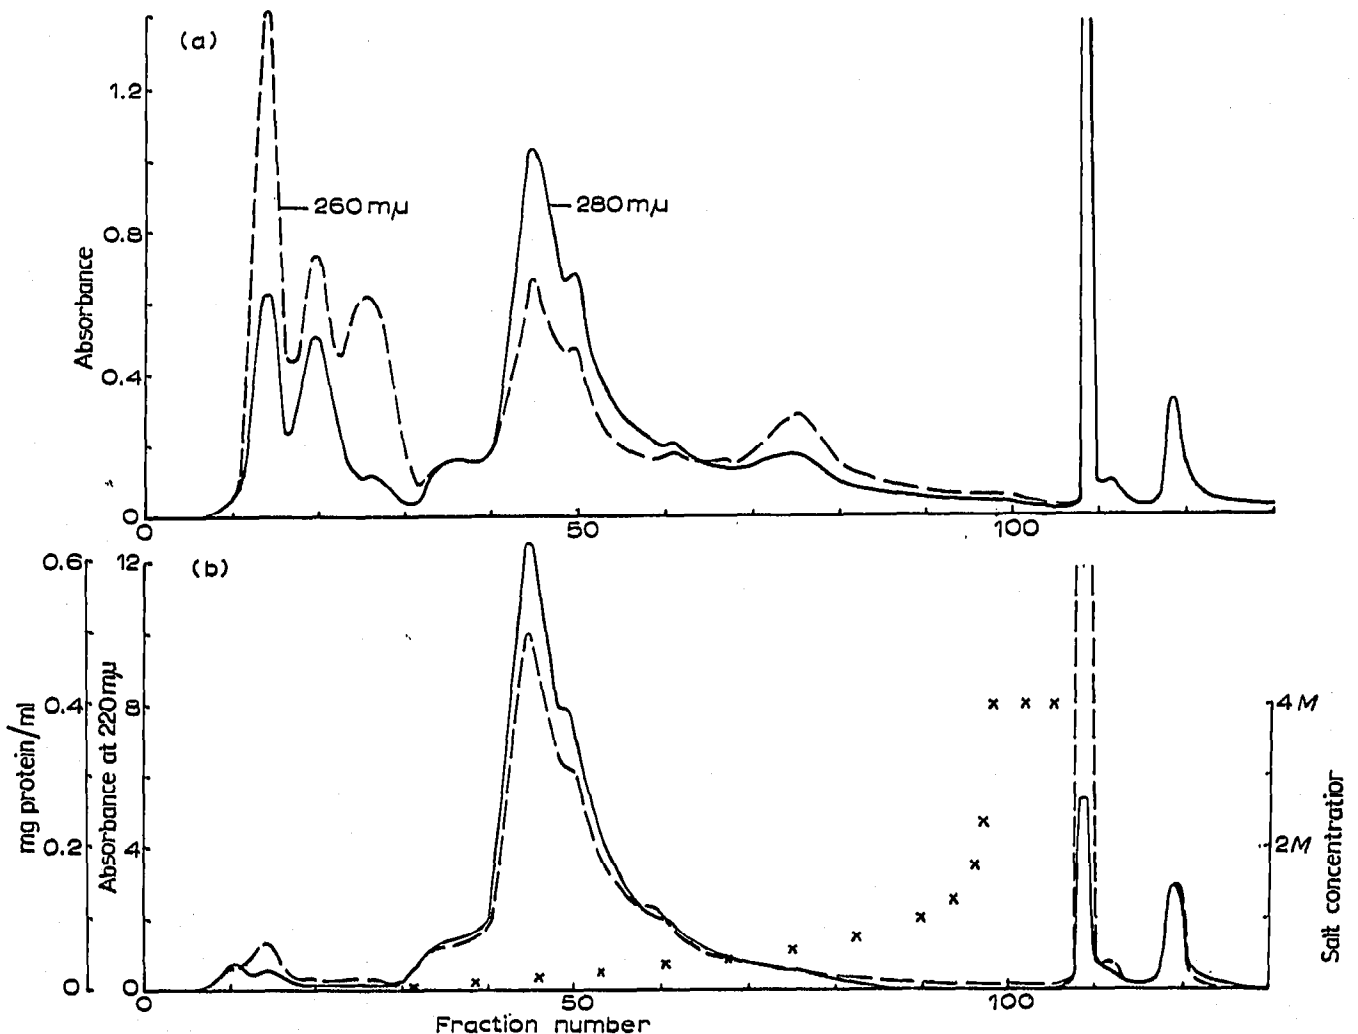 (a)
1.2
0.8
0.4
0
Absorbance
260 mμ
280 mμ
0
50
100
(b)
0.6
0.4
0.2
0
mg protein/ml
12
8
4
0
Absorbance at 220 mμ
4 M
2M
Salt concentratior
0
50
100
Fraction number